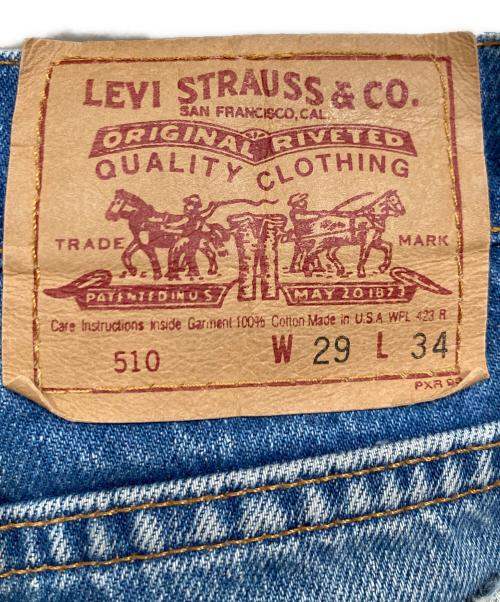 LEVI STRAUSS & CO.
SAN FRANCISCO, CAL.
ORIGINAL RIVETED
QUALITY CLOTHING
TRADE MARK
PATENTED IN U.S. MAY 20 1873
Care Instructions Inside Garment 100% Cotton Made in U.S.A. WPL 423 R
510 W 29 L 34
PXR